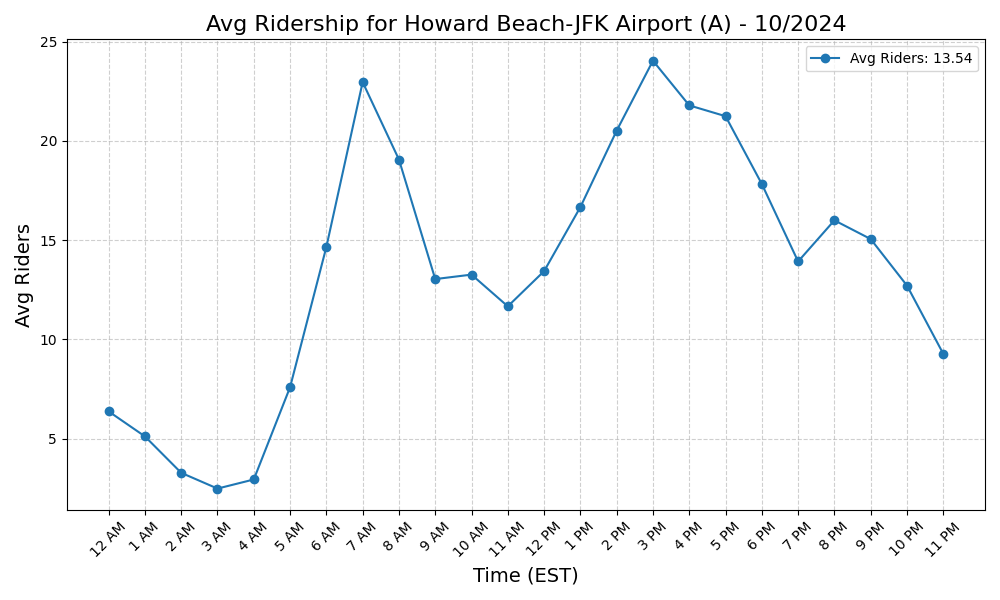 Avg Ridership for Howard Beach-JFK Airport (A) - 10/2024
Avg Riders: 13.54
Avg Riders
25
20
15
10
5
12 AM
1 AM
2 AM
3 AM
4 AM
5 AM
6 AM
7 AM
8 AM
9 AM
10 AM
11 AM
12 PM
1 PM
2 PM
3 PM
4 PM
5 PM
6 PM
7 PM
8 PM
9 PM
10 PM
11 PM
Time (EST)